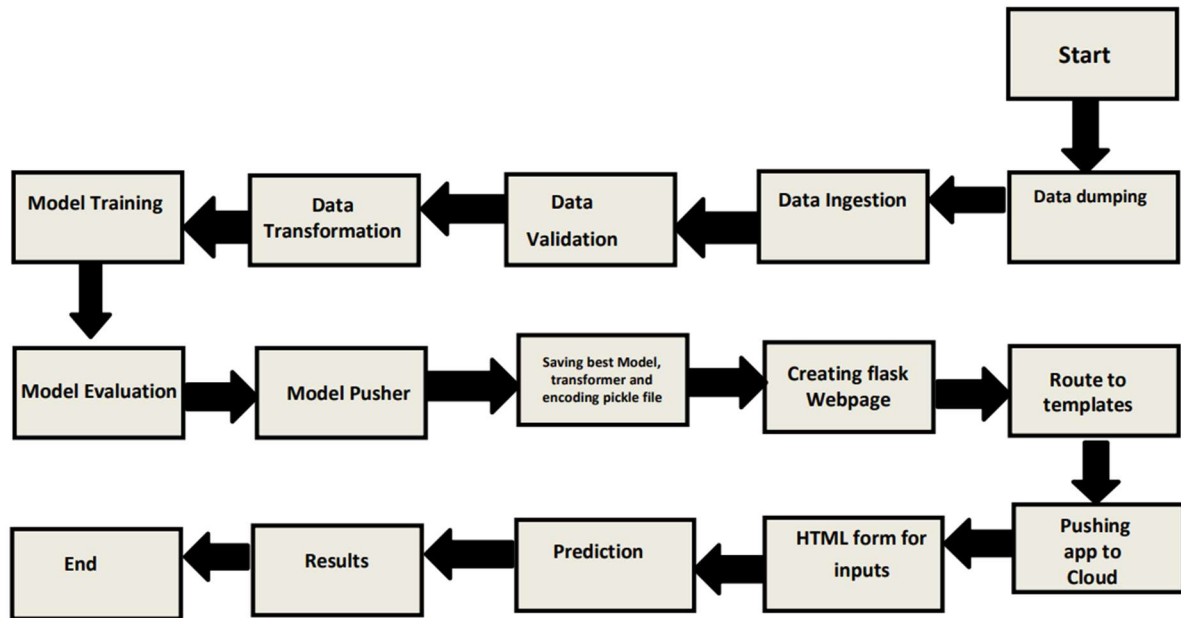 Start
Data dumping
Data Ingestion
Data
Validation
Data
Transformation
Model Training
Model Evaluation
Model Pusher
Saving best Model,
transformer and
encoding pickle file
Creating flask
Webpage
Route to
templates
Pushing
app to
Cloud
HTML form for
inputs
Prediction
Results
End